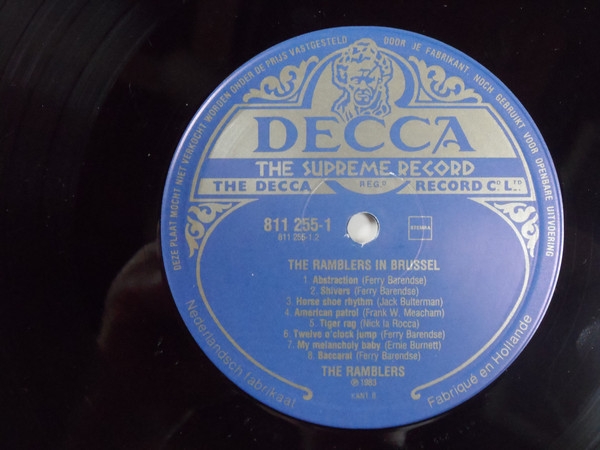 DEZE PLAAT MOCHT NIET VERKOCHT WORDEN ONDER DE PRIJS VASTGESTELD DOOR JE FABRIKANT. NOCH GEBRUIKT VOOR OPENBARE UITVOERING
DECCA
THE SUPREME RECORD
THE DECCA REG.D RECORD CO. LTD.
811 255-1
811 255-1.2
STEMRA
THE RAMBLERS IN BRUSSEL
1. Abstraction (Ferry Barendse)
2. Shivers (Ferry Barendse)
3. Horse shoe rhythm (Jack Bulterman)
4. American patrol (Frank W. Meacham)
5. Tiger rag (Nick la Rocca)
6. Twelve o'clock jump (Ferry Barendse)
7. My melancholy baby (Ernie Burnett)
8. Baccarat (Ferry Barendse)
THE RAMBLERS
℗ 1983
KANT B
Nederlandsch fabrikaat
Fabriqué en Hollande